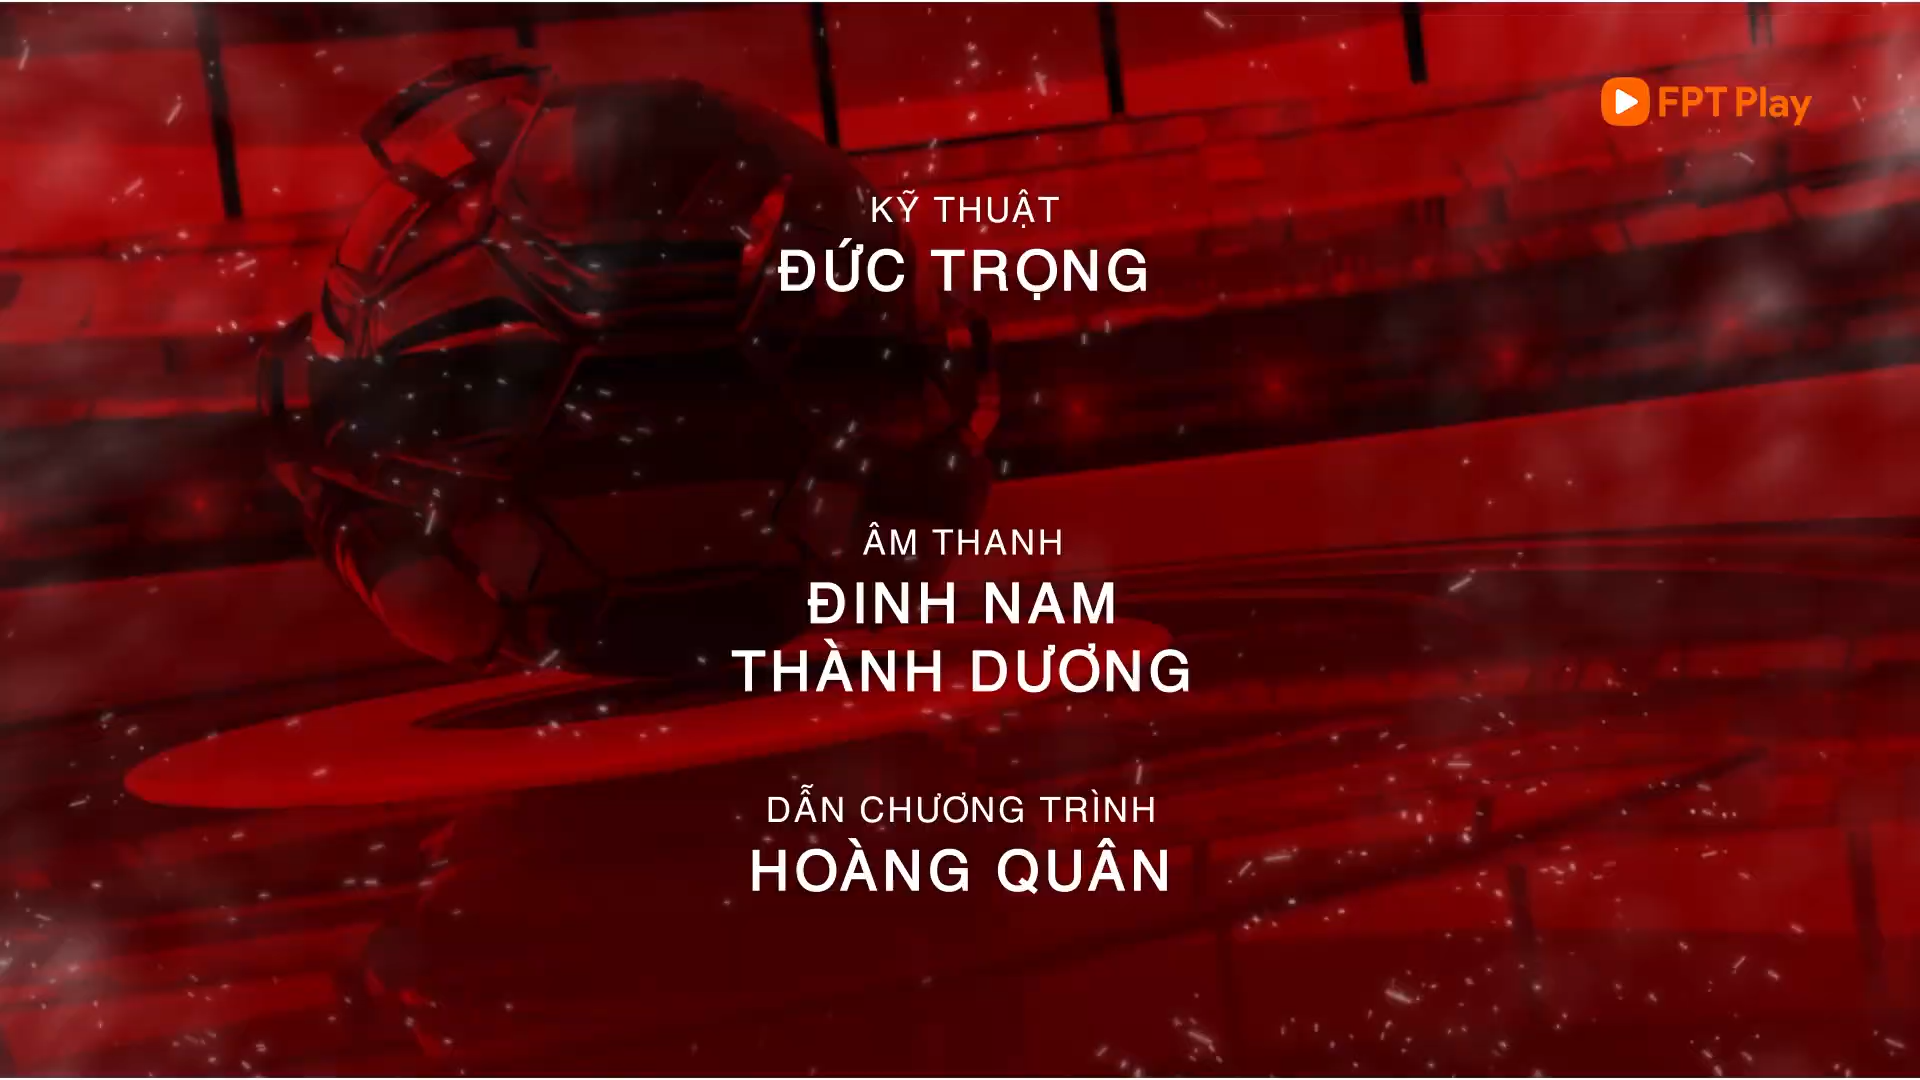 FPT Play
KỸ THUẬT
ĐỨC TRỌNG
ÂM THANH
ĐINH NAM
THÀNH DƯƠNG
DẪN CHƯƠNG TRÌNH
HOÀNG QUÂN